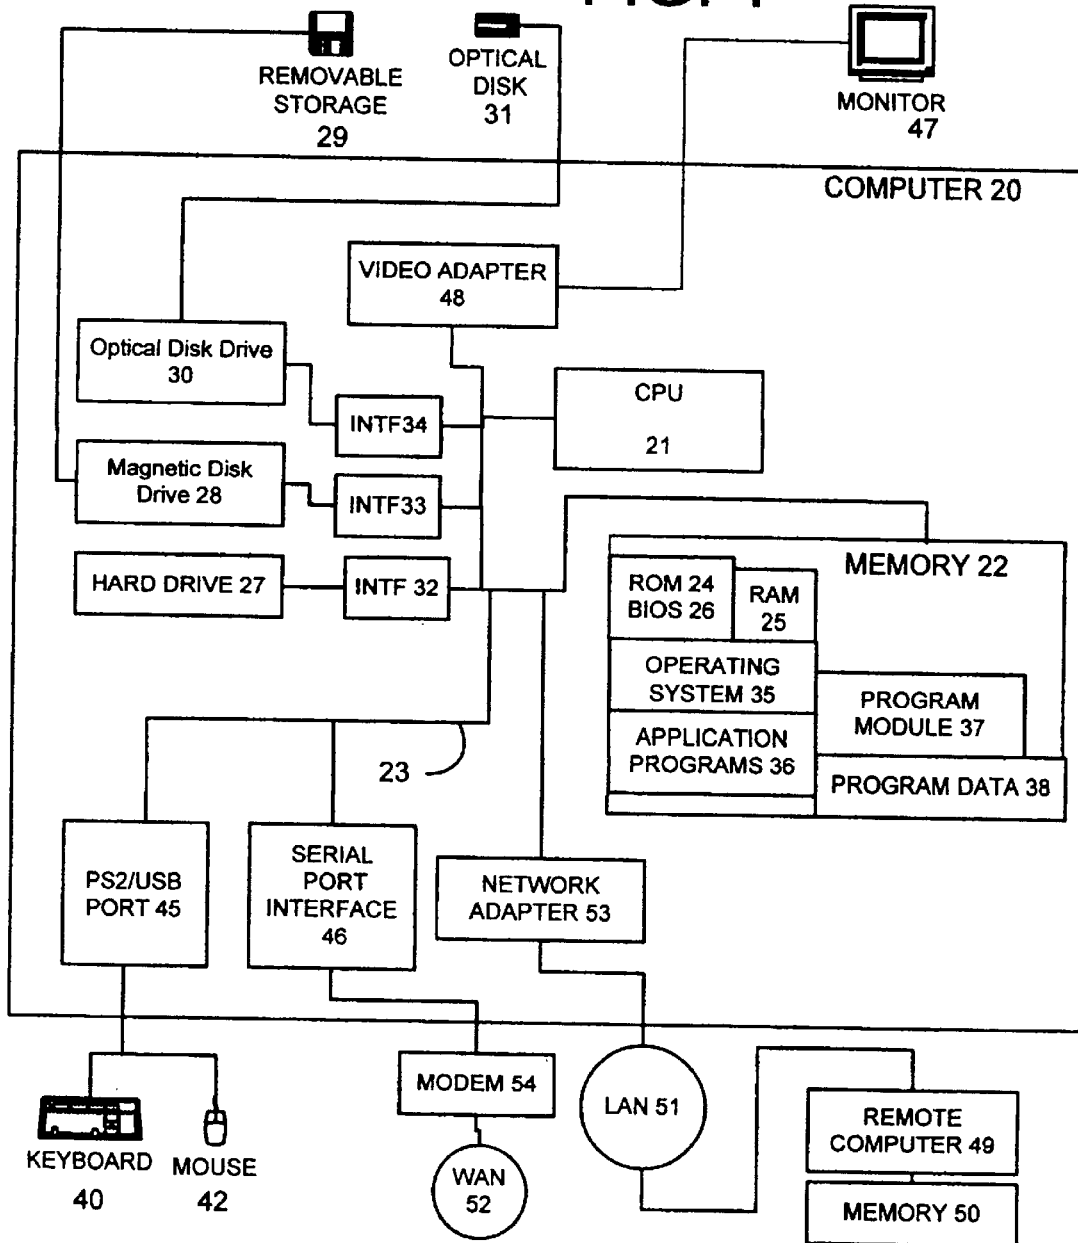 REMOVABLE
STORAGE
29
OPTICAL
DISK
31
MONITOR
47
COMPUTER 20
VIDEO ADAPTER
48
Optical Disk Drive
30
INTF34
CPU
21
Magnetic Disk
Drive 28
INTF33
HARD DRIVE 27
INTF 32
MEMORY 22
ROM 24
BIOS 26
RAM
25
OPERATING
SYSTEM 35
PROGRAM
MODULE 37
APPLICATION
PROGRAMS 36
PROGRAM DATA 38
23
PS2/USB
PORT 45
SERIAL
PORT
INTERFACE
46
NETWORK
ADAPTER 53
MODEM 54
LAN 51
REMOTE
COMPUTER 49
KEYBOARD
40
MOUSE
42
WAN
52
MEMORY 50